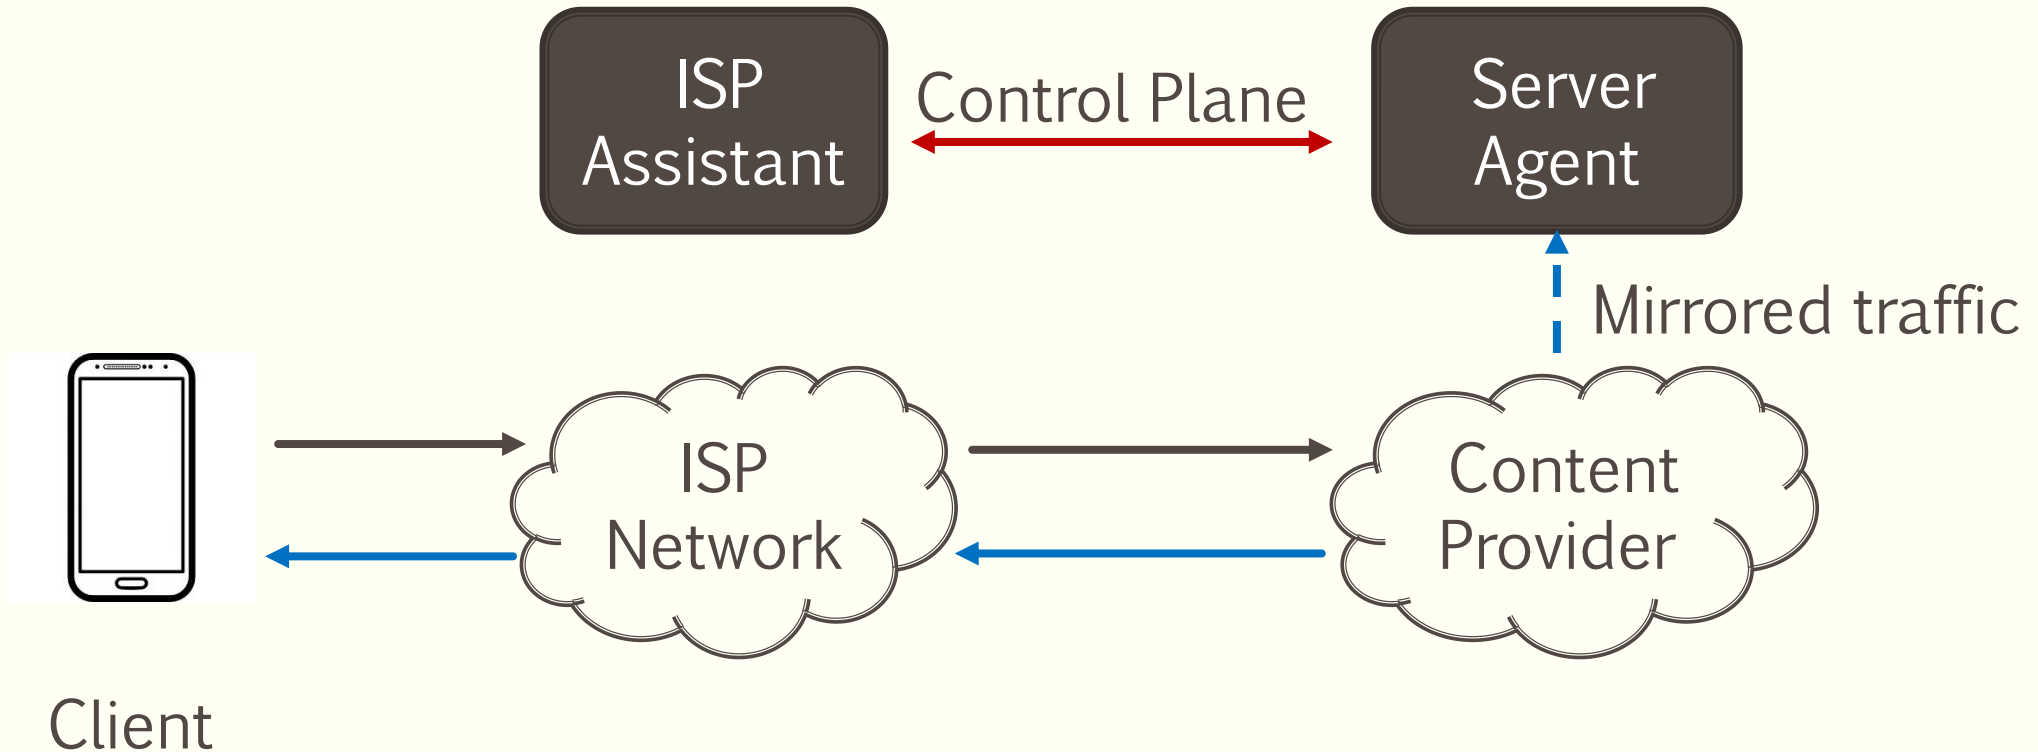 ISP
Assistant
Control Plane
Server
Agent
Mirrored traffic
ISP
Network
Content
Provider
Client